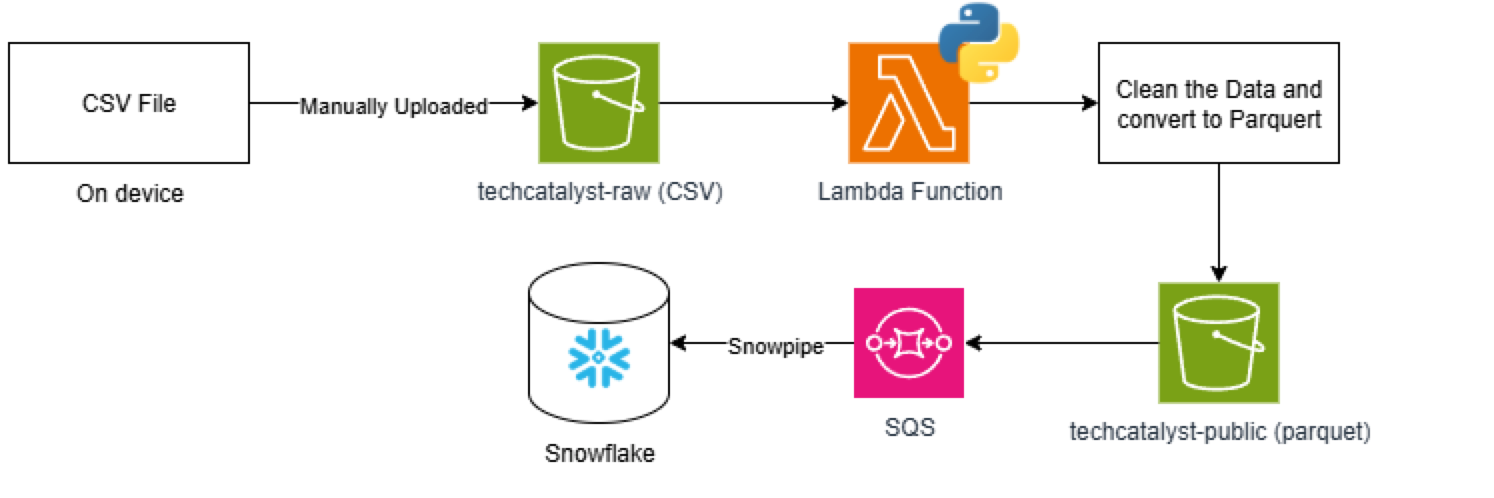 CSV File
Manually Uploaded
Clean the Data and
convert to Parquert
On device
techcatalyst-raw (CSV)
Lambda Function
Snowpipe
SQS
techcatalyst-public (parquet)
Snowflake